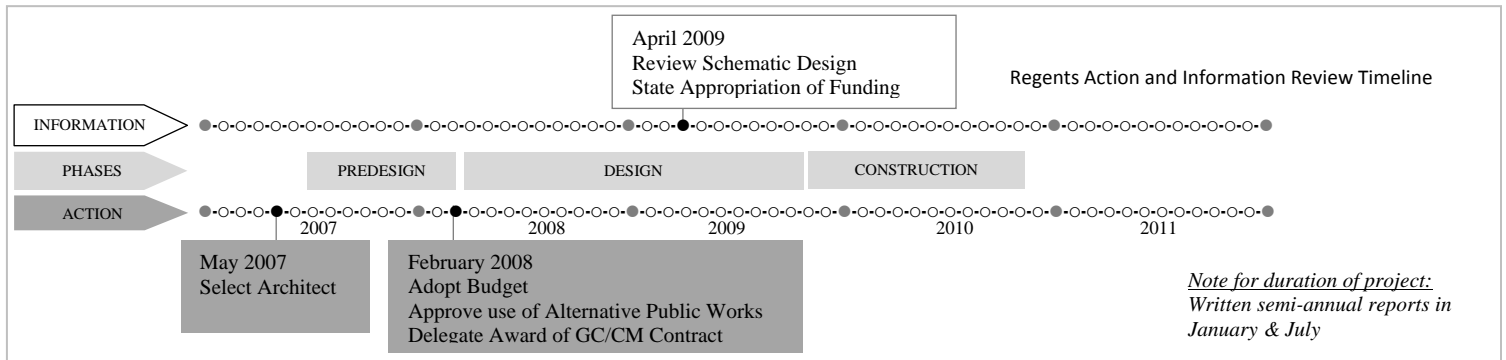 April 2009
Review Schematic Design
State Appropriation of Funding
Regents Action and Information Review Timeline
INFORMATION
PHASES
PREDESIGN
DESIGN
CONSTRUCTION
ACTION
2007
2008
2009
2010
2011
May 2007
Select Architect
February 2008
Adopt Budget
Approve use of Alternative Public Works
Delegate Award of GC/CM Contract
Note for duration of project:
Written semi-annual reports in
January & July